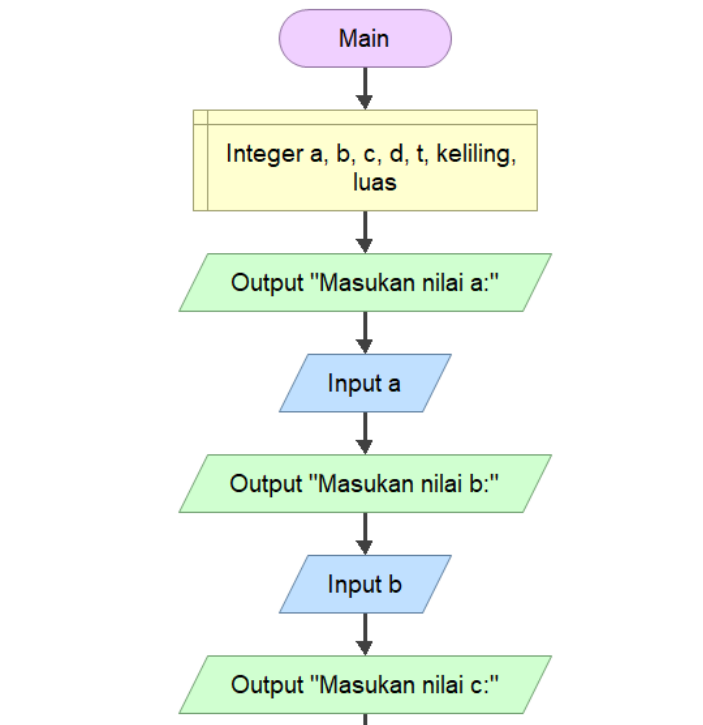 Main
Integer a, b, c, d, t, keliling,
luas
Output "Masukan nilai a:"
Input a
Output "Masukan nilai b:"
Input b
Output "Masukan nilai c:"